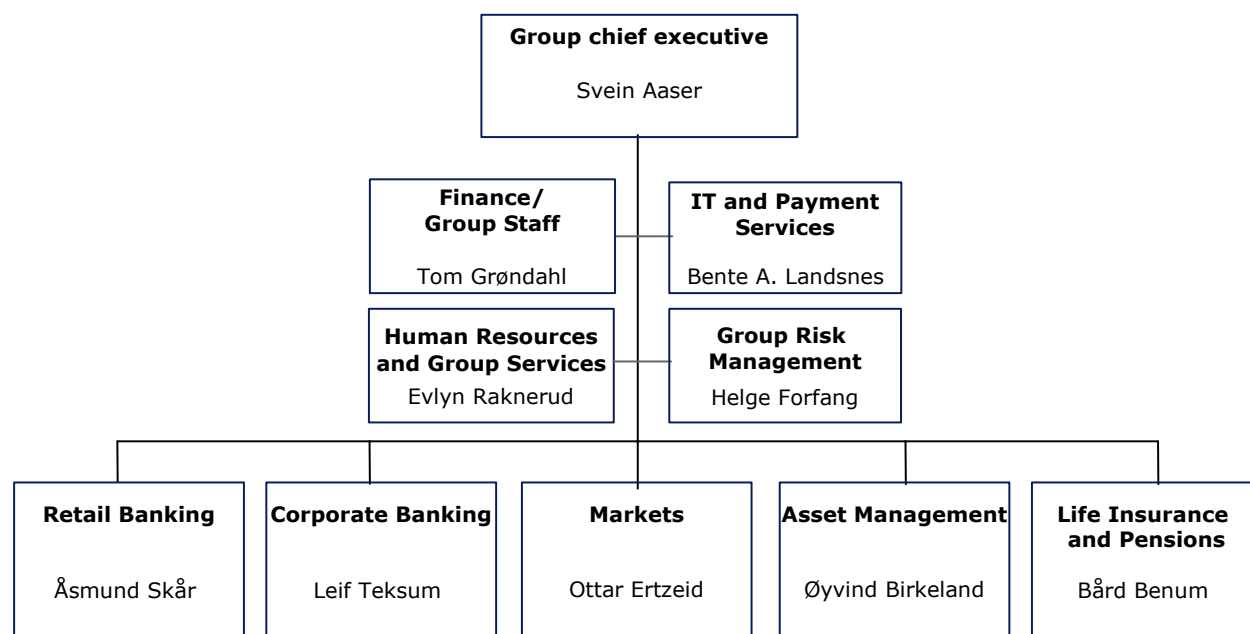 Group chief executive
Svein Aaser
Finance/
Group Staff
Tom Grøndahl
IT and Payment
Services
Bente A. Landsnes
Human Resources
and Group Services
Evlyn Raknerud
Group Risk
Management
Helge Forfang
Retail Banking
Åsmund Skår
Corporate Banking
Leif Teksum
Markets
Ottar Ertzeid
Asset Management
Øyvind Birkeland
Life Insurance
and Pensions
Bård Benum